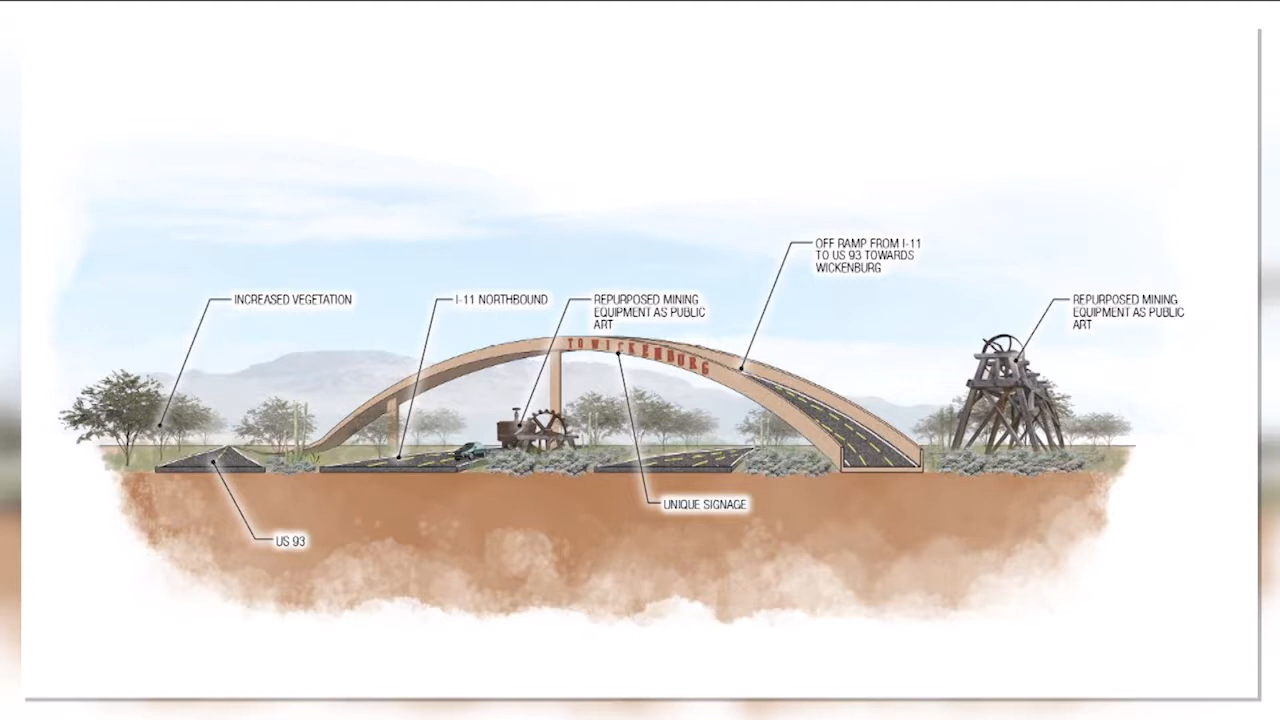 OFF RAMP FROM I-11
TO US 93 TOWARDS
WICKENBURG
INCREASED VEGETATION
I-11 NORTHBOUND
REPURPOSED MINING
EQUIPMENT AS PUBLIC
ART
REPURPOSED MINING
EQUIPMENT AS PUBLIC
ART
TO WICKENBURG
UNIQUE SIGNAGE
US 93